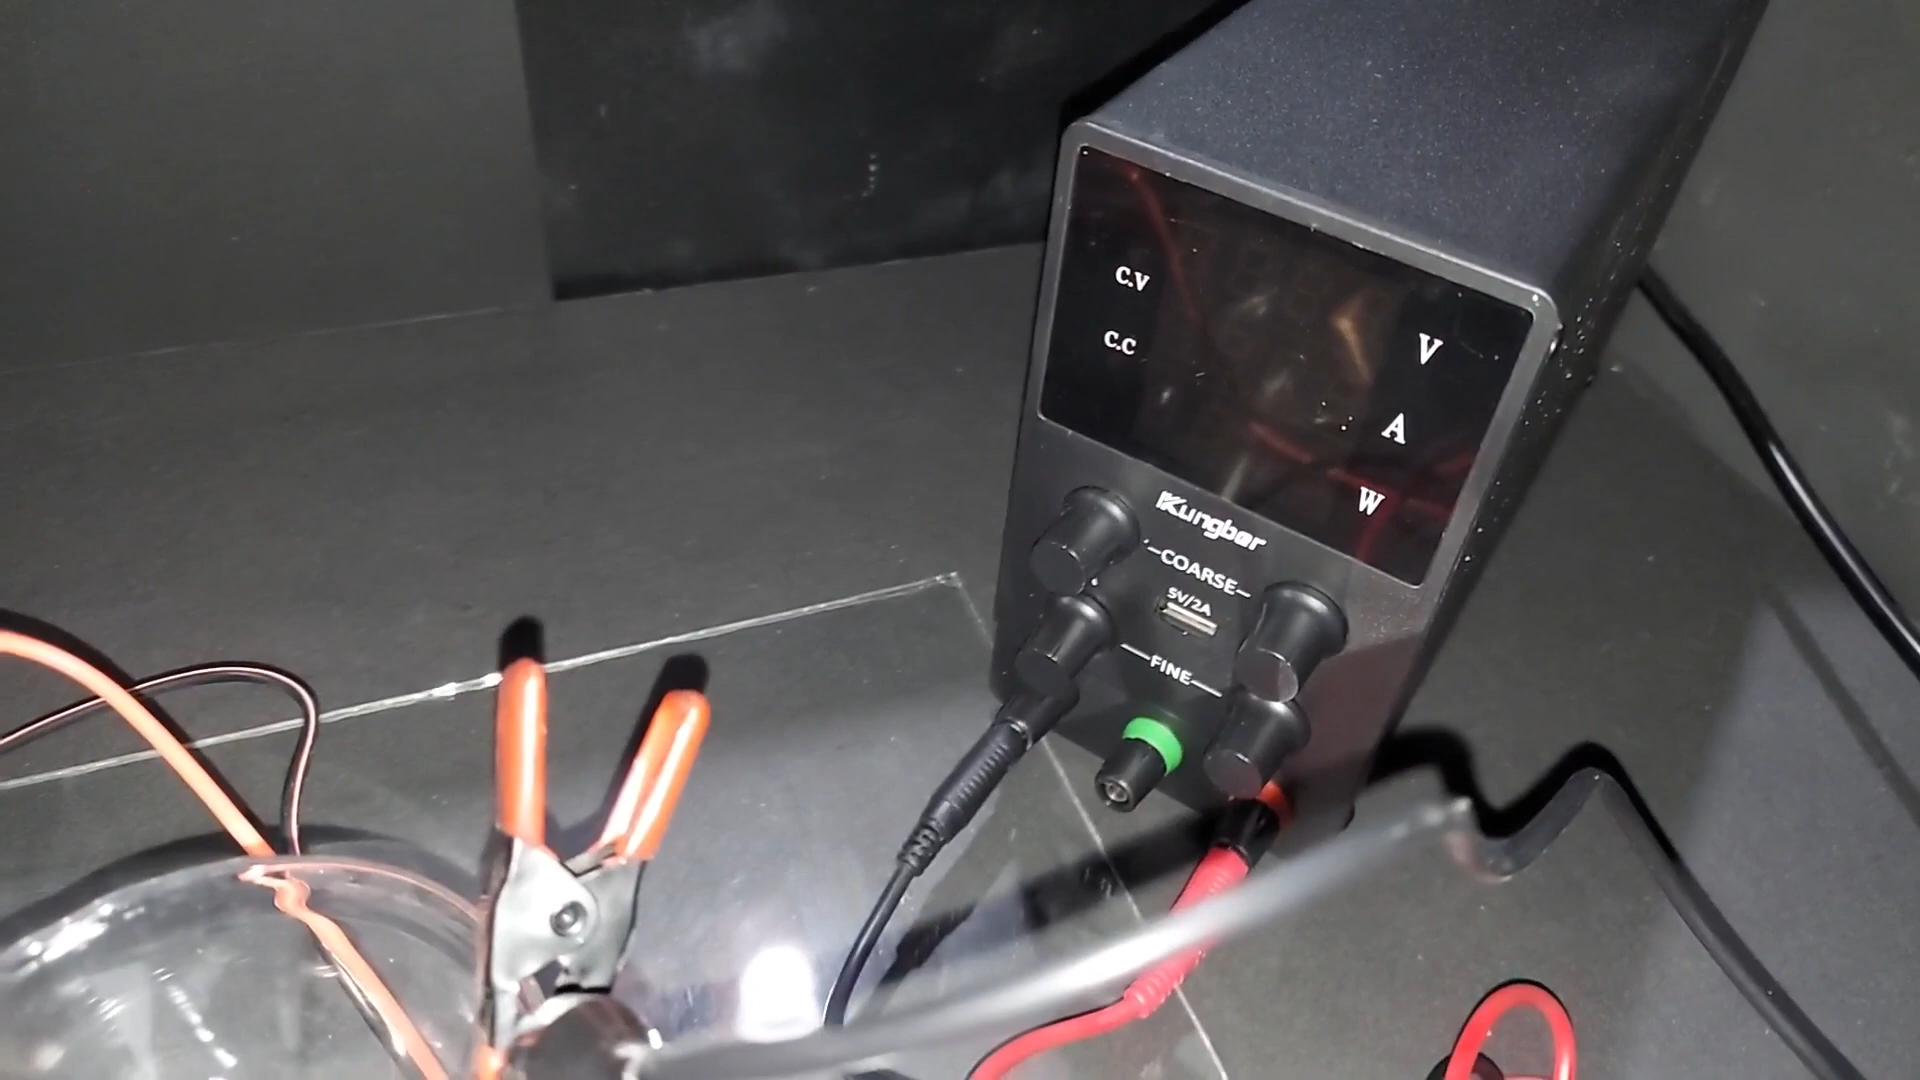 C.V
C.C
V
A
W
Kungber
COARSE
5V/2A
FINE